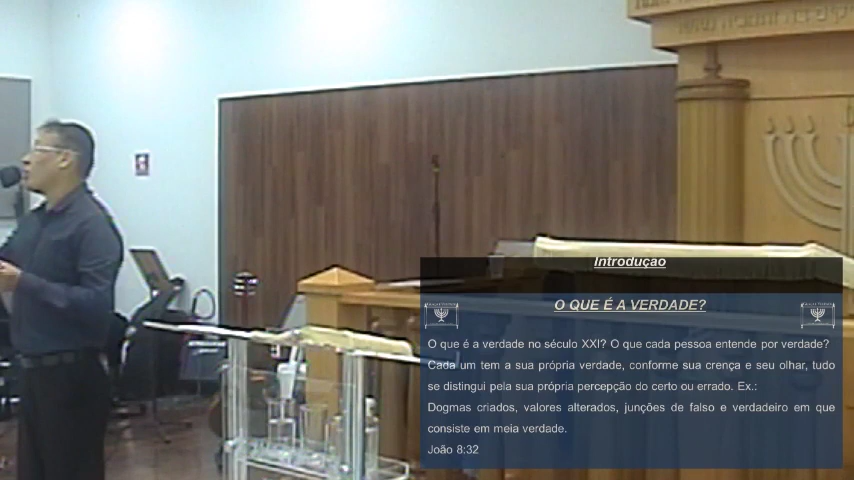 Introdução
O QUE É A VERDADE?
O que é a verdade no século XXI? O que cada pessoa entende por verdade?
Cada um tem a sua própria verdade, conforme sua crença e seu olhar, tudo
se distingui pela sua própria percepção do certo ou errado. Ex.:
Dogmas criados, valores alterados, junções de falso e verdadeiro em que
consiste em meia verdade.
João 8:32